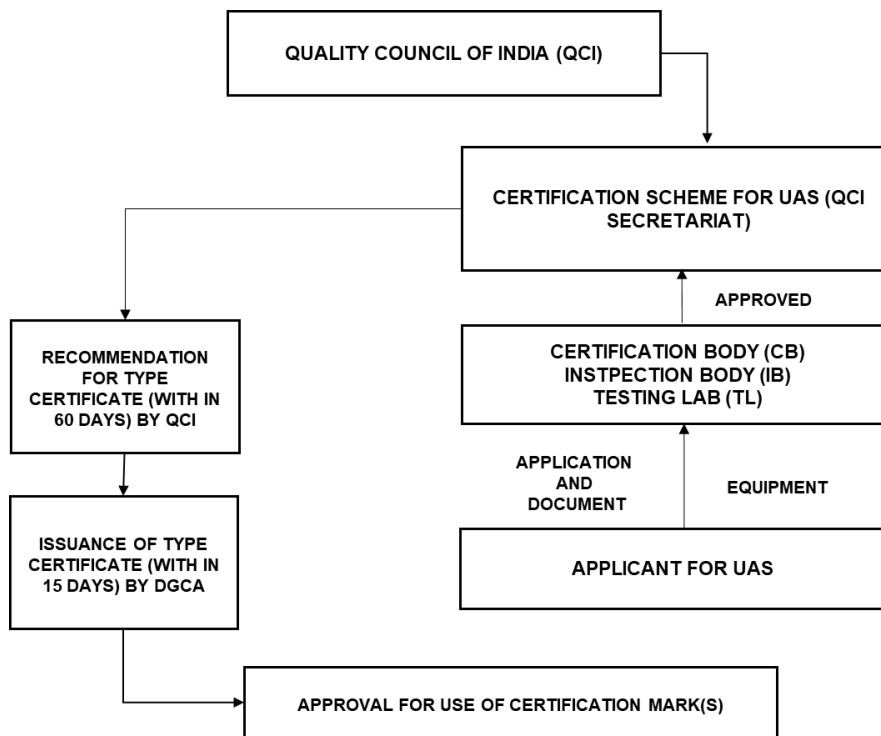 QUALITY COUNCIL OF INDIA (QCI)
CERTIFICATION SCHEME FOR UAS (QCI
SECRETARIAT)
APPROVED
RECOMMENDATION
FOR TYPE
CERTIFICATE (WITH IN
60 DAYS) BY QCI
CERTIFICATION BODY (CB)
INSTPECTION BODY (IB)
TESTING LAB (TL)
APPLICATION
AND
DOCUMENT
EQUIPMENT
ISSUANCE OF TYPE
CERTIFICATE (WITH IN
15 DAYS) BY DGCA
APPLICANT FOR UAS
APPROVAL FOR USE OF CERTIFICATION MARK(S)